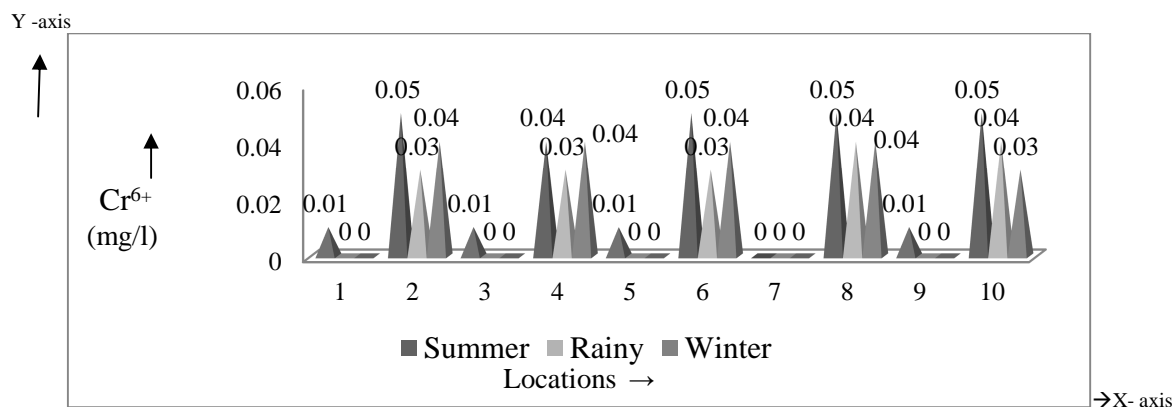 Y -axis
0.06
0.04
0.02
0
Cr⁶⁺
(mg/l)
0.01 0 0
0.05 0.03 0.04
0.01 0 0
0.04 0.03 0.04
0.01 0 0
0.05 0.03 0.04
0 0 0
0.05 0.04 0.04
0.01 0 0
0.05 0.04 0.03
1 2 3 4 5 6 7 8 9 10
Summer Rainy Winter
Locations →
→X- axis